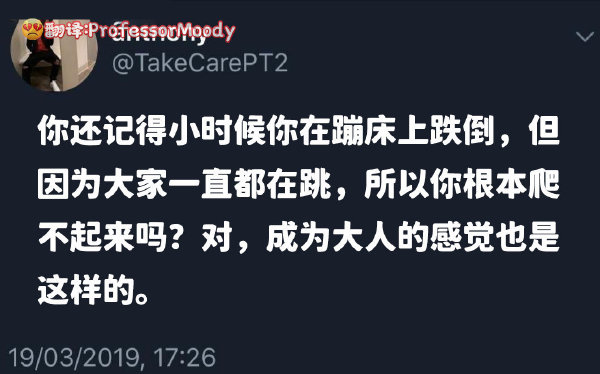 翻译:ProfessorMoody
anthony
@TakeCarePT2
你还记得小时候你在蹦床上跌倒，但
因为大家一直都在跳，所以你根本爬
不起来吗？对，成为大人的感觉也是
这样的。
19/03/2019, 17:26